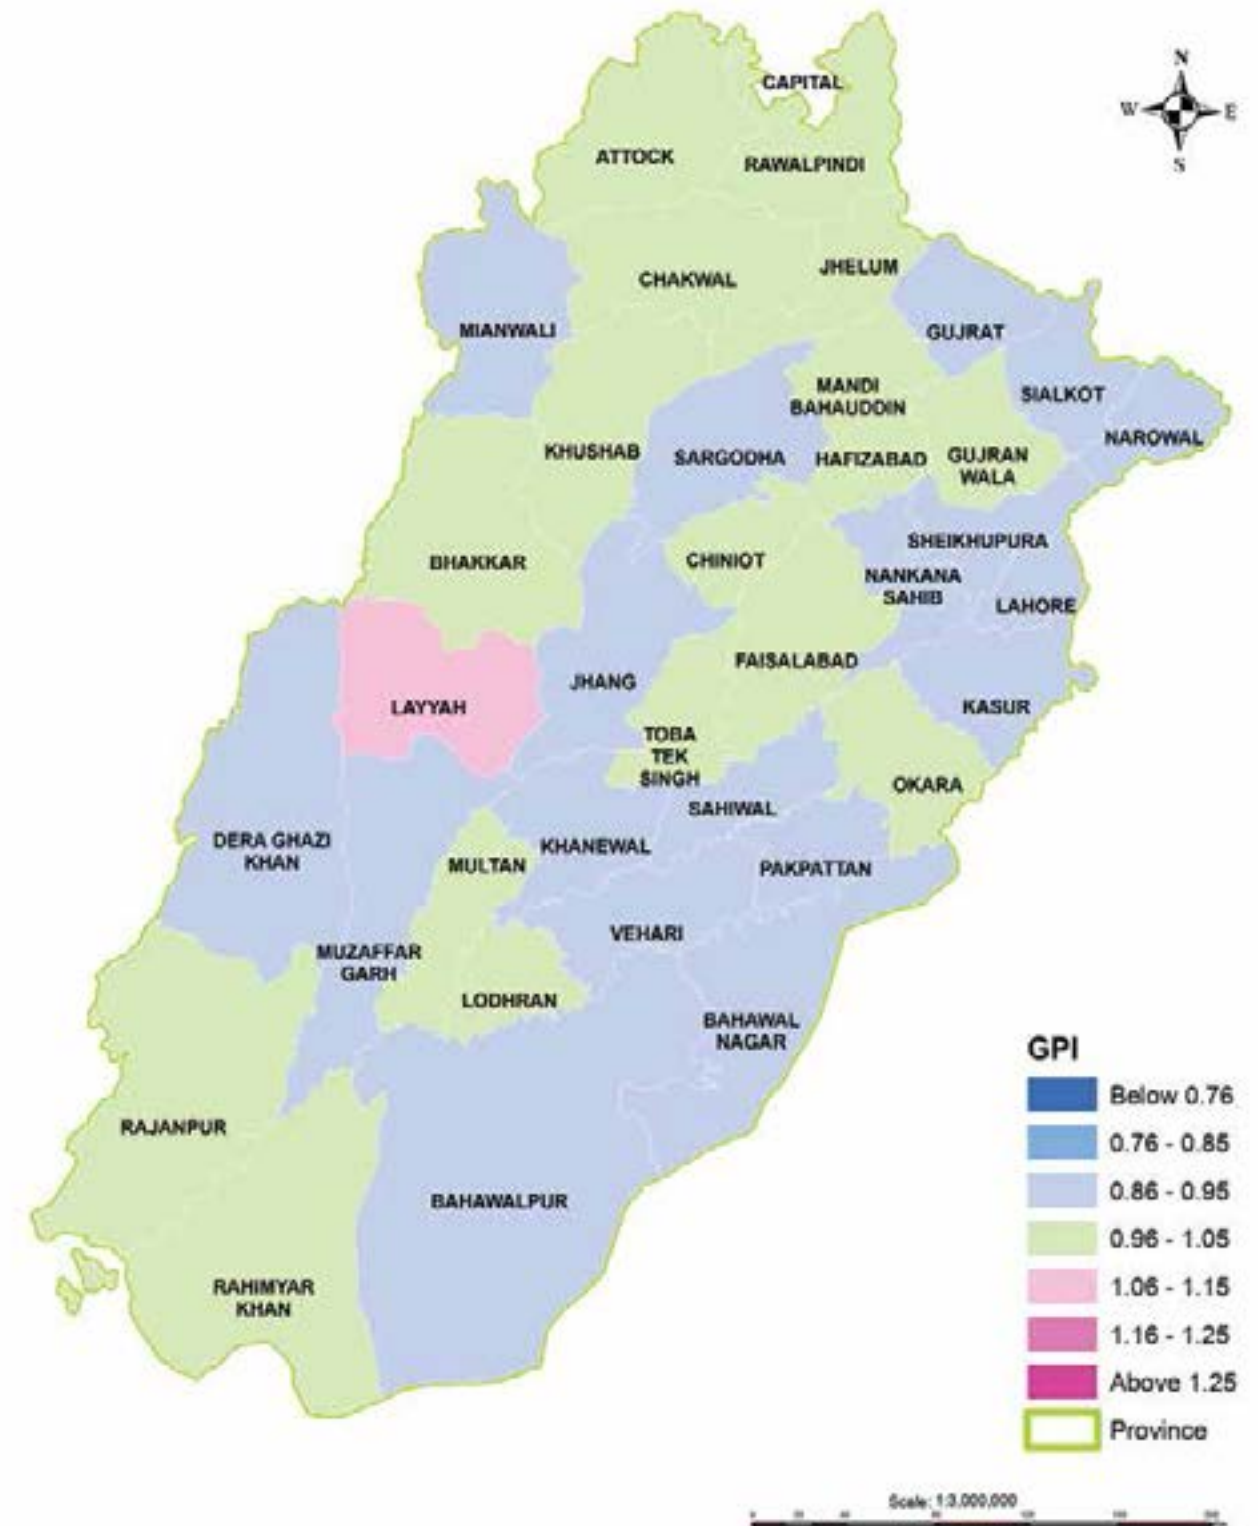 N
W
E
S
CAPITAL
ATTOCK
RAWALPINDI
CHAKWAL
JHELUM
MIANWALI
GUJRAT
MANDI
BAHAUDDIN
SIALKOT
NAROWAL
KHUSHAB
SARGODHA
HAFIZABAD
GUJRAN
WALA
BHAKKAR
CHINIOT
SHEIKHUPURA
NANKANA
SAHIB
LAHORE
FAISALABAD
JHANG
LAYYAH
KASUR
TOBA
TEK
SINGH
OKARA
SAHIWAL
DERA GHAZI
KHAN
MULTAN
KHANEWAL
PAKPATTAN
VEHARI
MUZAFFAR
GARH
LODHRAN
BAHAWAL
NAGAR
RAJANPUR
BAHAWALPUR
RAHIMYAR
KHAN
GPI
Below 0.76
0.76 - 0.85
0.86 - 0.95
0.96 - 1.05
1.06 - 1.15
1.16 - 1.25
Above 1.25
Province
Scale: 1:3,000,000